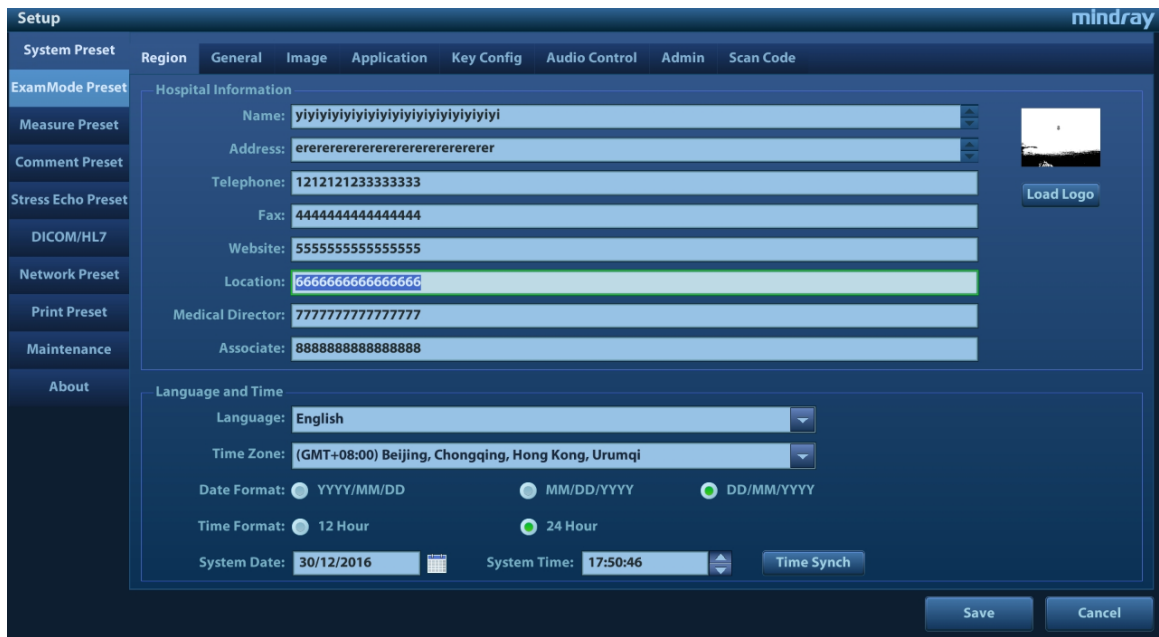 Setup
mindray
System Preset
ExamMode Preset
Measure Preset
Comment Preset
Stress Echo Preset
DICOM/HL7
Network Preset
Print Preset
Maintenance
About
Region General Image Application Key Config Audio Control Admin Scan Code
Hospital Information
Name: yiyiyiyiyiyiyiyiyiyiyiyiyiyiyiyi
Address: erererererererererererererer
Telephone: 1212121233333333
Fax: 4444444444444444
Website: 5555555555555555
Location: 6666666666666666
Medical Director: 7777777777777777
Associate: 8888888888888888
Load Logo
Language and Time
Language: English
Time Zone: (GMT+08:00) Beijing, Chongqing, Hong Kong, Urumqi
Date Format: YYYY/MM/DD MM/DD/YYYY DD/MM/YYYY
Time Format: 12 Hour 24 Hour
System Date: 30/12/2016 System Time: 17:50:46 Time Synch
Save Cancel